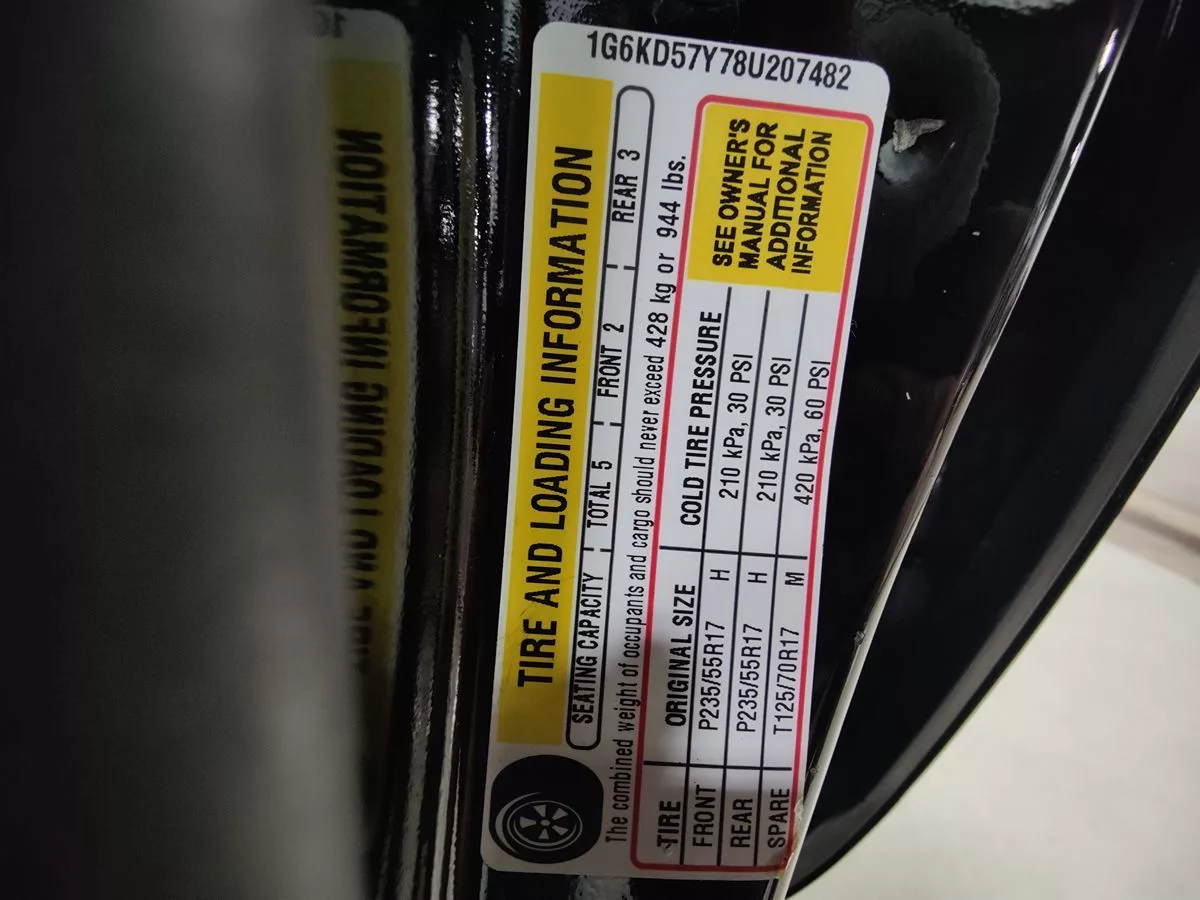 1G6KD57Y78U207482
TIRE AND LOADING INFORMATION
SEATING CAPACITY TOTAL 5 FRONT 2 REAR 3
The combined weight of occupants and cargo should never exceed 428 kg or 944 lbs.
TIRE ORIGINAL SIZE COLD TIRE PRESSURE
FRONT P235/55R17 H 210 kPa, 30 PSI
REAR P235/55R17 H 210 kPa, 30 PSI
SPARE T125/70R17 M 420 kPa, 60 PSI
SEE OWNER'S
MANUAL FOR
ADDITIONAL
INFORMATION